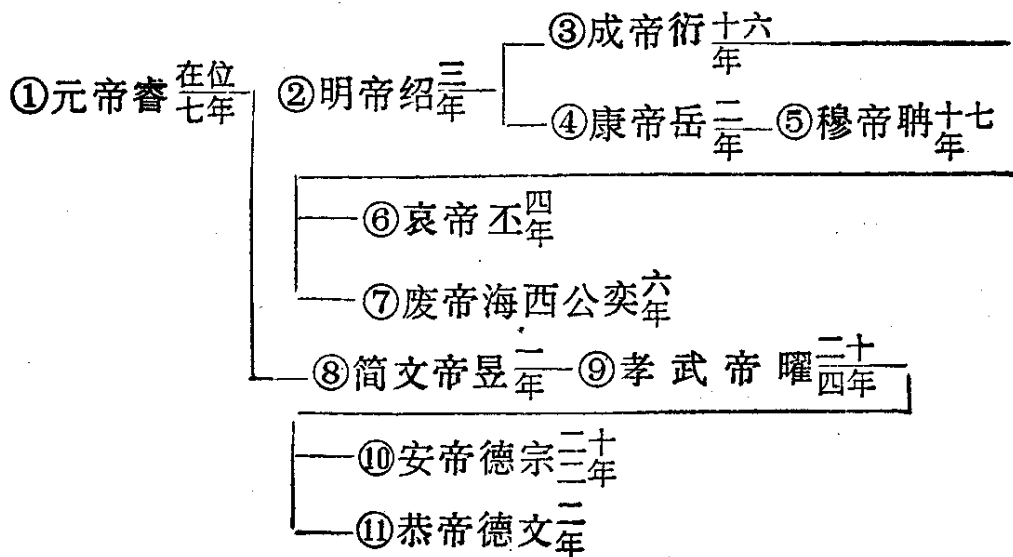 ③成帝衍十六年
①元帝睿在位七年 ②明帝绍三年
④康帝岳二年 ⑤穆帝聃十七年
⑥哀帝丕四年
⑦废帝海西公奕六年
⑧简文帝昱一年 ⑨孝武帝曜二十四年
⑩安帝德宗二十二年
⑪恭帝德文二年